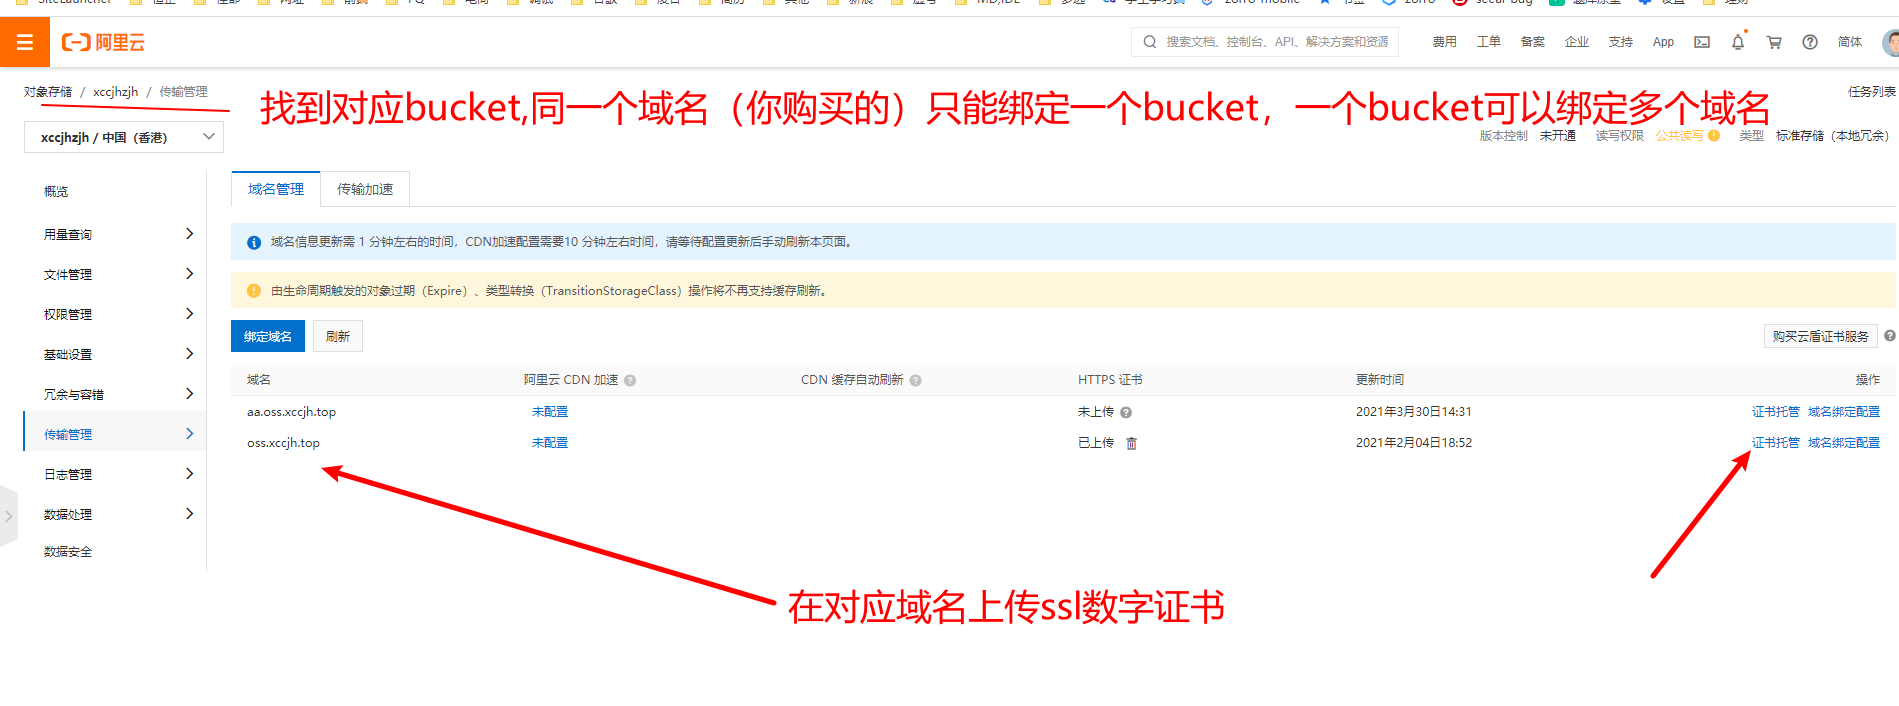 阿里云
搜索文档、控制台、API、解决方案和资源
费用 工单 备案 企业 支持 App 简体
对象存储 / xccjhzjh / 传输管理
任务列表
找到对应bucket,同一个域名（你购买的）只能绑定一个bucket，一个bucket可以绑定多个域名
xccjhzjh / 中国（香港）
版本控制 未开通 读写权限 公共读写 类型 标准存储（本地冗余）
概览
用量查询
文件管理
权限管理
基础设置
冗余与容错
传输管理
日志管理
数据处理
数据安全
域名管理 传输加速
域名信息更新需 1 分钟左右的时间，CDN加速配置需要10 分钟左右时间，请等待配置更新后手动刷新本页面。
由生命周期触发的对象过期（Expire）、类型转换（TransitionStorageClass）操作将不再支持缓存刷新。
绑定域名 刷新 购买云盾证书服务
域名 阿里云 CDN 加速 CDN 缓存自动刷新 HTTPS 证书 更新时间 操作
aa.oss.xccjh.top 未配置 未上传 2021年3月30日14:31 证书托管 域名绑定配置
oss.xccjh.top 未配置 已上传 2021年2月04日18:52 证书托管 域名绑定配置
在对应域名上传ssl数字证书